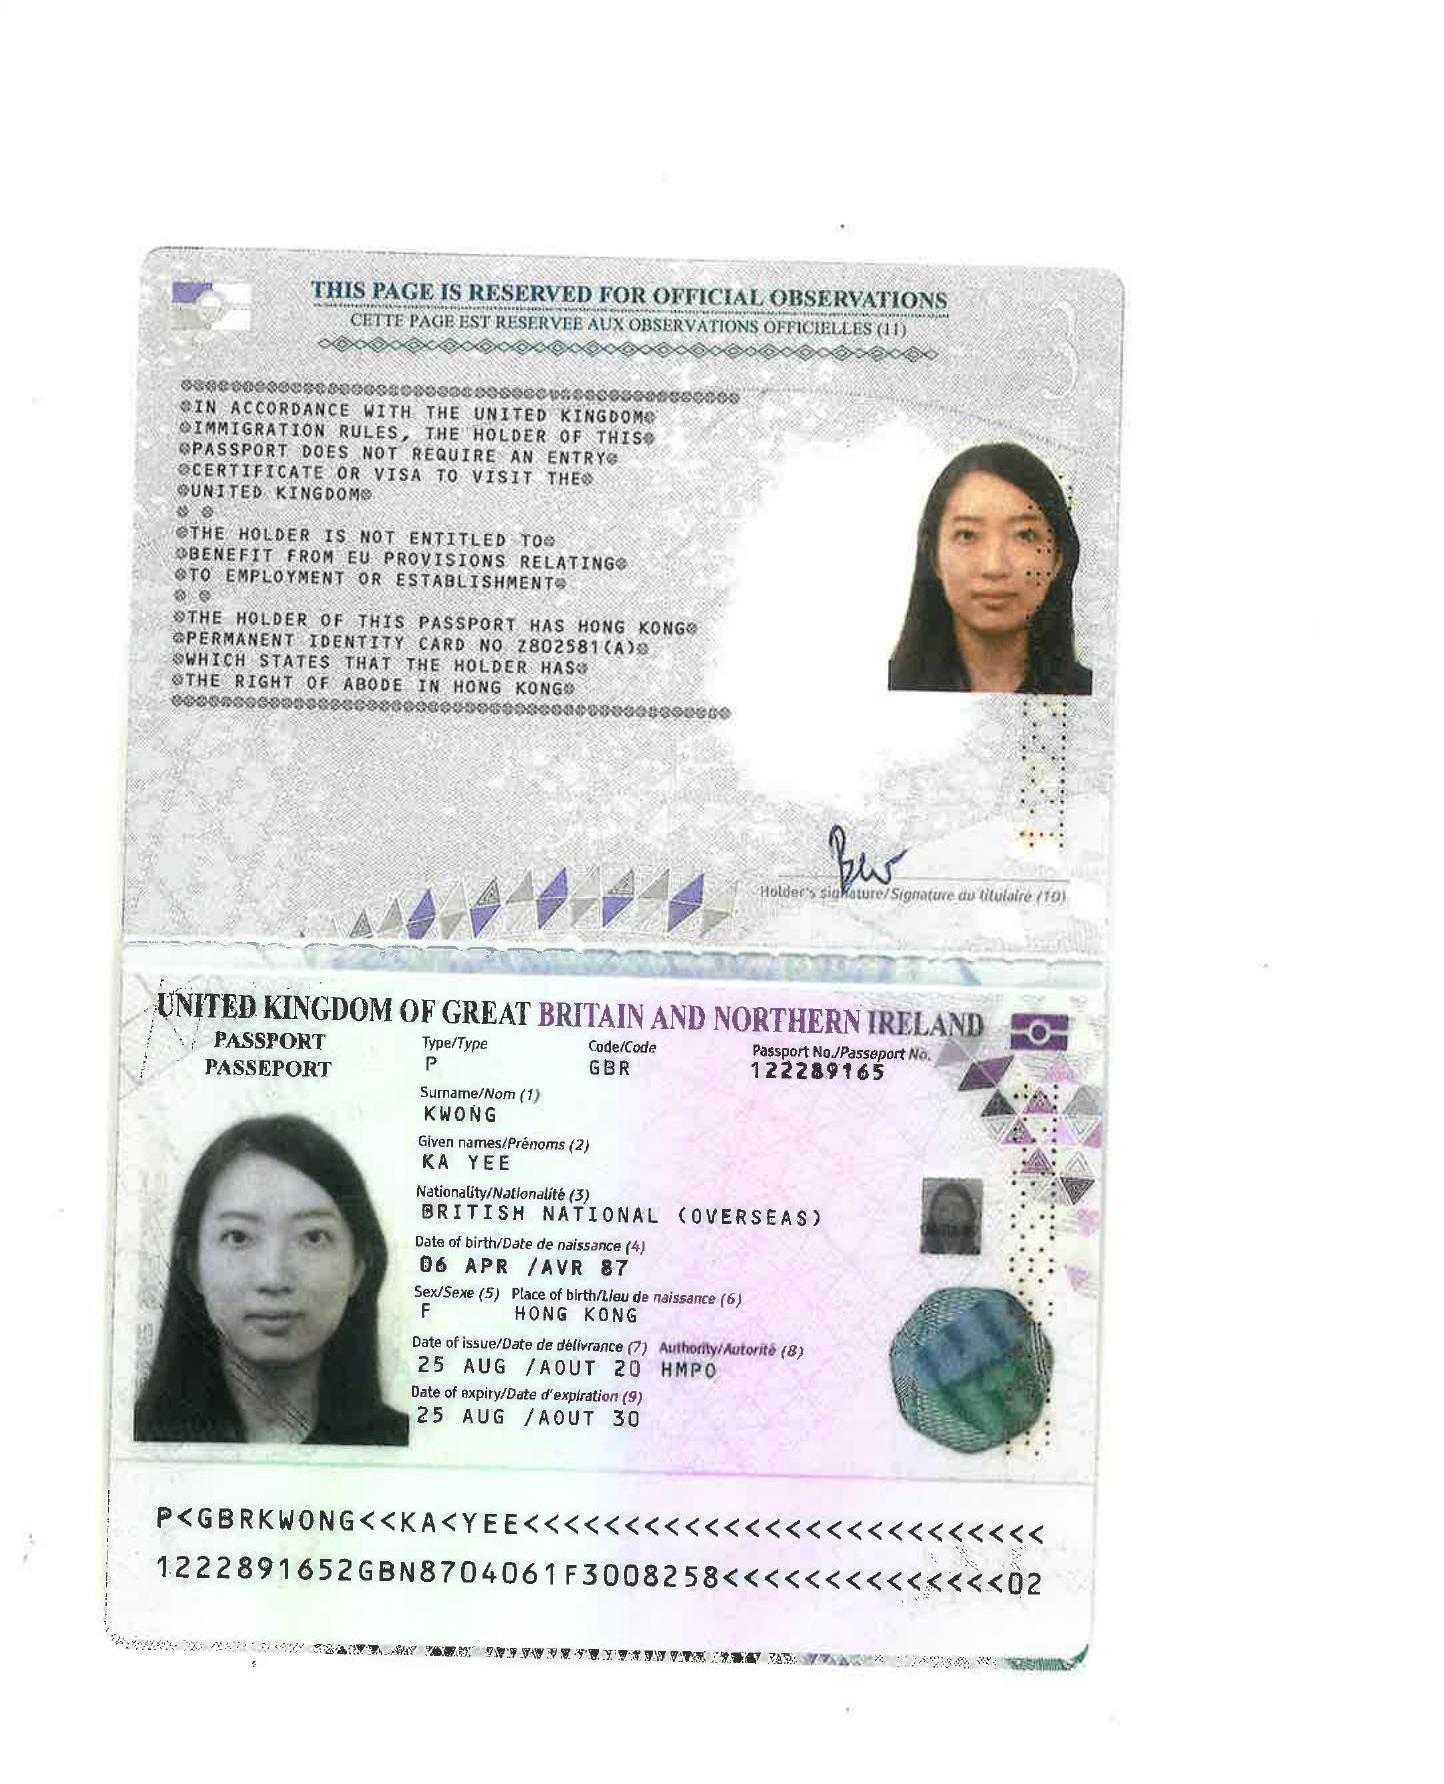 THIS PAGE IS RESERVED FOR OFFICIAL OBSERVATIONS
CETTE PAGE EST RESERVEE AUX OBSERVATIONS OFFICIELLES (11)
IN ACCORDANCE WITH THE UNITED KINGDOM
IMMIGRATION RULES, THE HOLDER OF THIS
PASSPORT DOES NOT REQUIRE AN ENTRY
CERTIFICATE OR VISA TO VISIT THE
UNITED KINGDOM
THE HOLDER IS NOT ENTITLED TO
BENEFIT FROM EU PROVISIONS RELATING
TO EMPLOYMENT OR ESTABLISHMENT
THE HOLDER OF THIS PASSPORT HAS HONG KONG
PERMANENT IDENTITY CARD NO Z802581(A)
WHICH STATES THAT THE HOLDER HAS
THE RIGHT OF ABODE IN HONG KONG
Holder's signature/Signature du titulaire (10)
UNITED KINGDOM OF GREAT BRITAIN AND NORTHERN IRELAND
PASSPORT
PASSEPORT
Type/Type Code/Code Passport No./Passeport No.
P GBR 122289165
Surname/Nom (1)
KWONG
Given names/Prénoms (2)
KA YEE
Nationality/Nationalité (3)
BRITISH NATIONAL (OVERSEAS)
Date of birth/Date de naissance (4)
06 APR /AVR 87
Sex/Sexe (5) Place of birth/Lieu de naissance (6)
F HONG KONG
Date of issue/Date de délivrance (7) Authority/Autorité (8)
25 AUG /AOUT 20 HMPO
Date of expiry/Date d'expiration (9)
25 AUG /AOUT 30
P<GBRKWONG<<KA<YEE<<<<<<<<<<<<<<<<<<<<<<<<<<
1222891652GBN8704061F3008258<<<<<<<<<<<<<<02